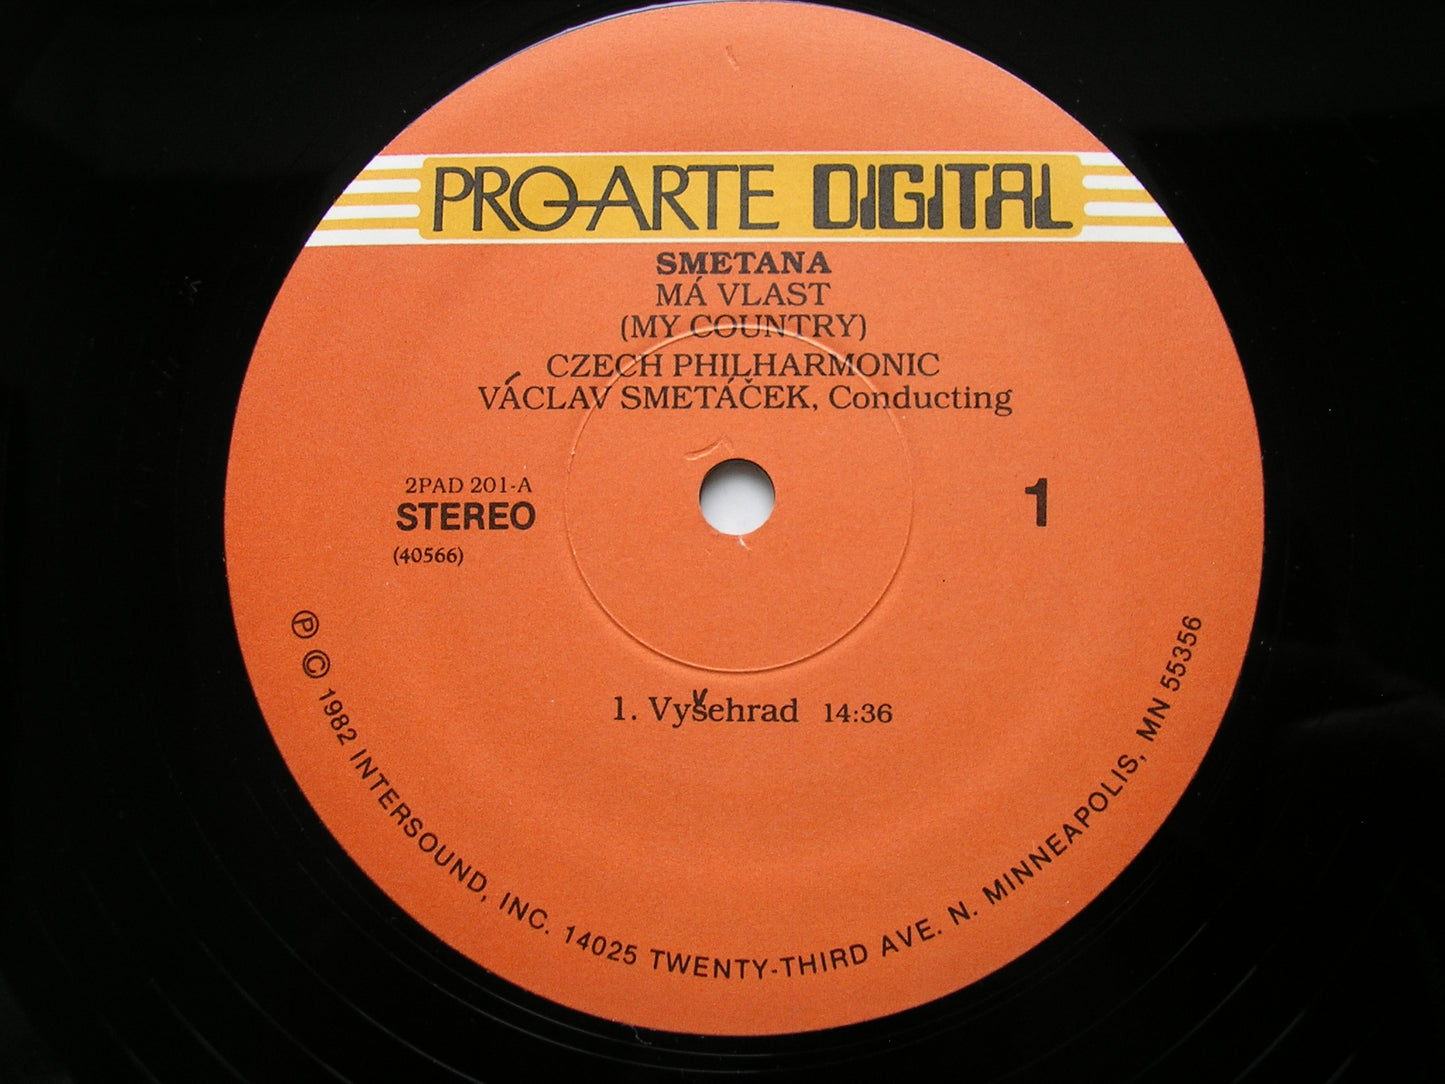 PRO-ARTE DIGITAL
SMETANA
MÁ VLAST
(MY COUNTRY)
CZECH PHILHARMONIC
VÁCLAV SMETÁČEK, Conducting
2PAD 201-A
STEREO
(40566)
1
1. Vyšehrad 14:36
Ⓟ © 1982 INTERSOUND, INC. 14025 TWENTY-THIRD AVE. N. MINNEAPOLIS, MN 55356